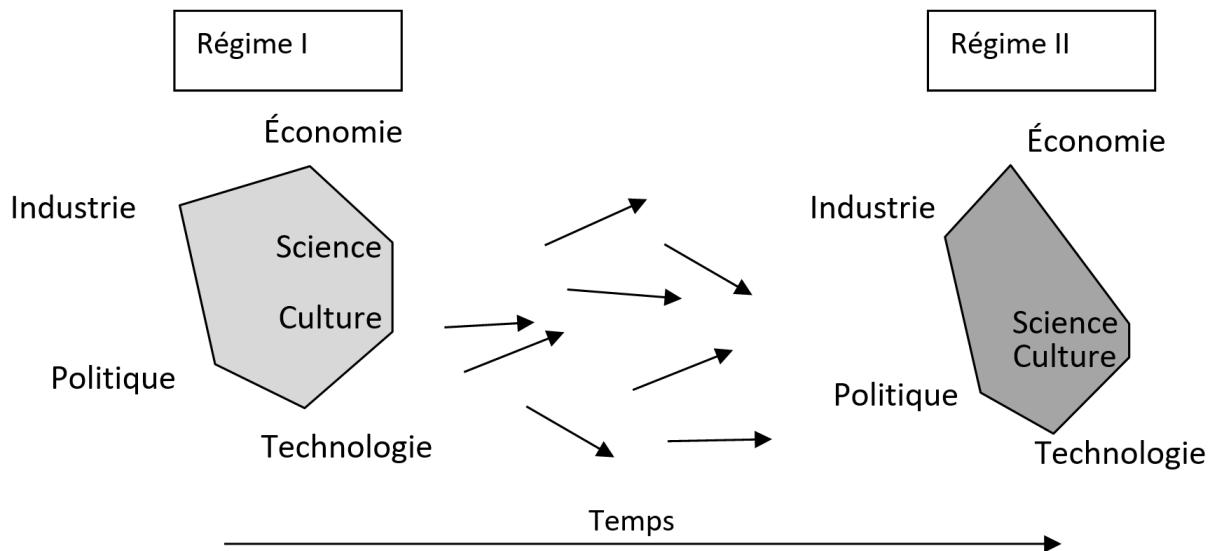 Régime I
Régime II
Économie
Économie
Industrie
Industrie
Science
Culture
Science
Culture
Politique
Politique
Technologie
Technologie
Temps